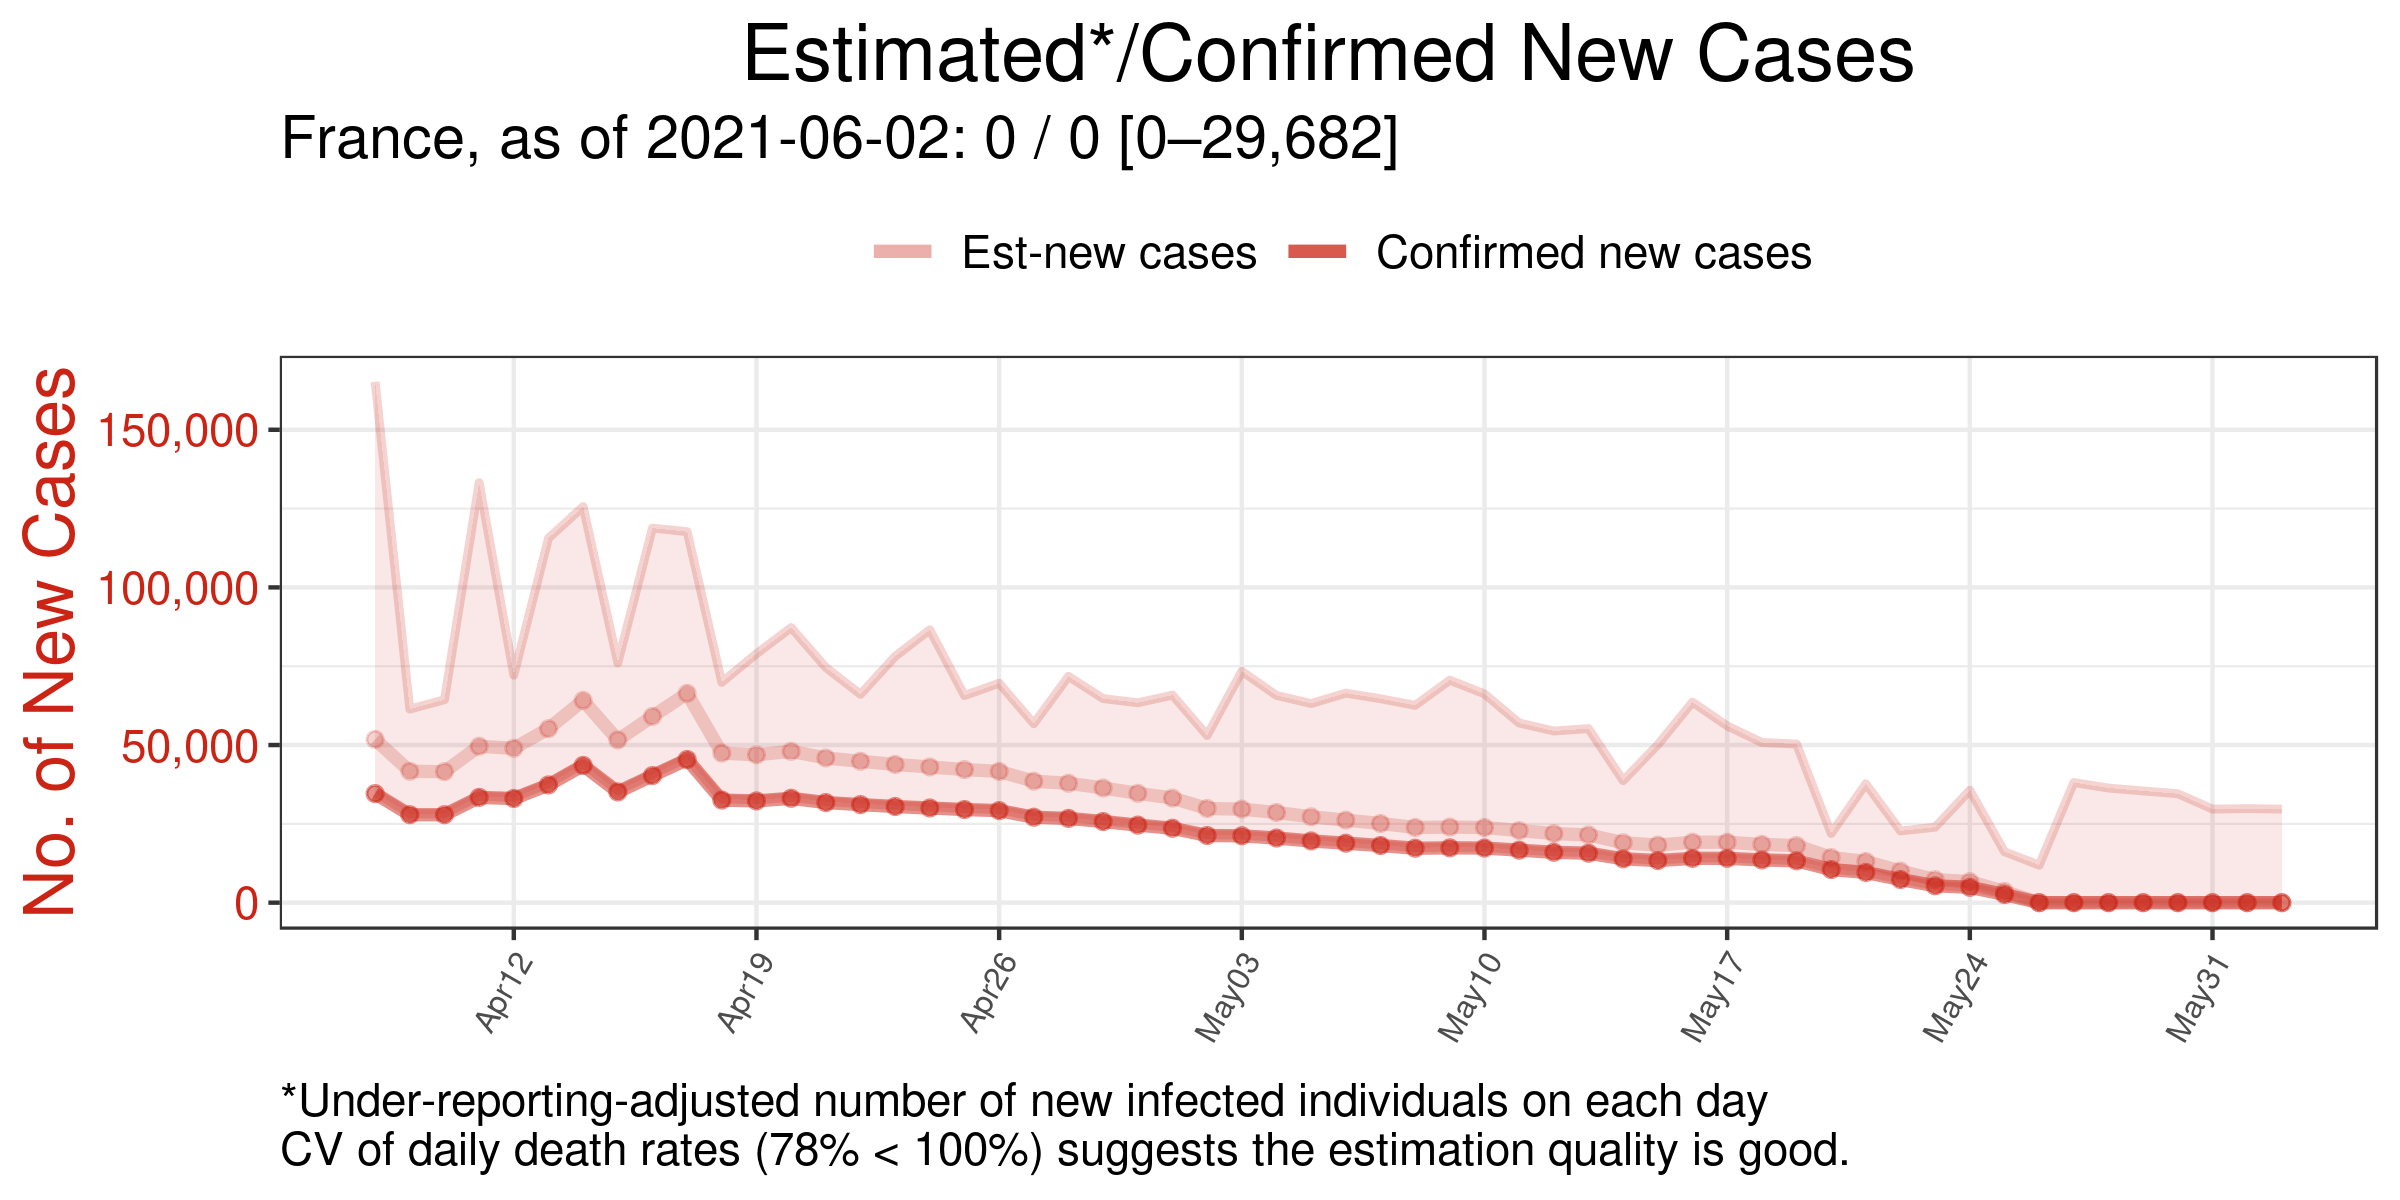 Estimated*/Confirmed New Cases
France, as of 2021-06-02: 0 / 0 [0–29,682]
Est-new cases
Confirmed new cases
No. of New Cases
150,000
100,000
50,000
0
Apr12
Apr19
Apr26
May03
May10
May17
May24
May31
*Under-reporting-adjusted number of new infected individuals on each day
CV of daily death rates (78% < 100%) suggests the estimation quality is good.